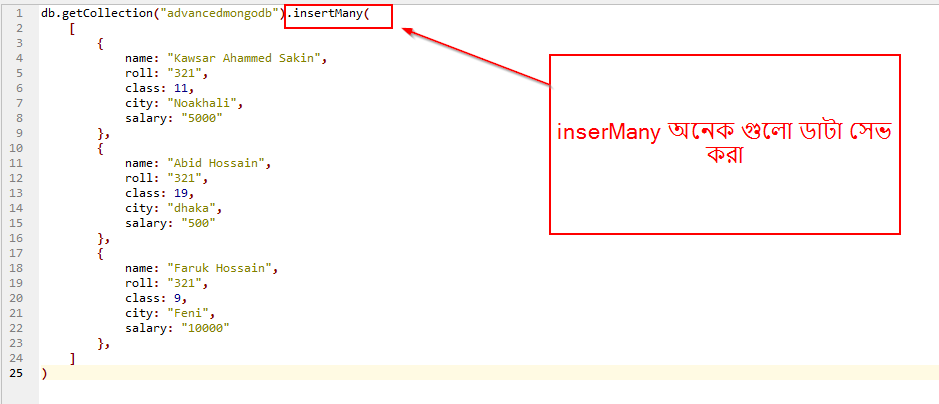 1 db.getCollection("advancedmongodb").insertMany(
2 [
3 {
4 name: "Kawsar Ahammed Sakin",
5 roll: "321",
6 class: 11,
7 city: "Noakhali",
8 salary: "5000"
9 },
10 {
11 name: "Abid Hossain",
12 roll: "321",
13 class: 19,
14 city: "dhaka",
15 salary: "500"
16 },
17 {
18 name: "Faruk Hossain",
19 roll: "321",
20 class: 9,
21 city: "Feni",
22 salary: "10000"
23 },
24 ]
25 )
inserMany অনেক গুলো ডাটা সেভ
করা